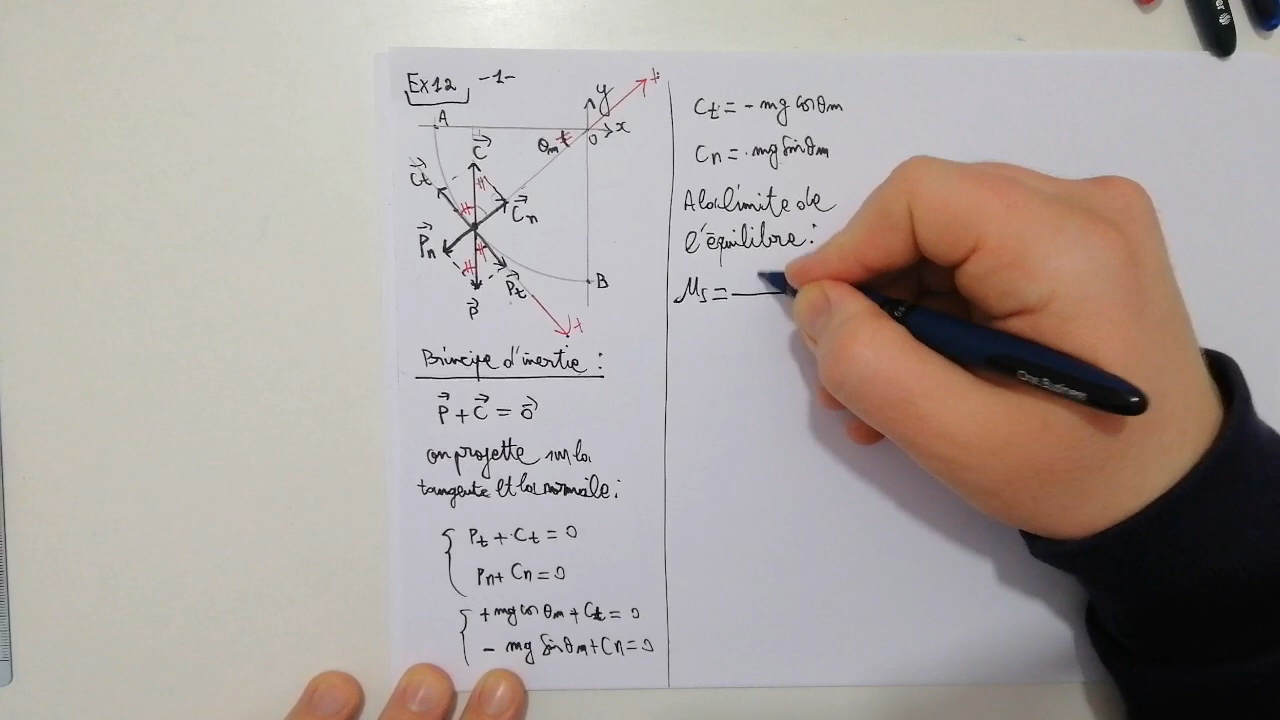 Ex12 -1-
A
y
+
x
O
θm
C
Ct
Cn
Pn
Pt
B
P
+
Principe d'inertie :
P + C = 0
on projette sur la
tangente et la normale :
Pt + Ct = 0
Pn + Cn = 0
+ mg cos θm + Ct = 0
- mg sin θm + Cn = 0
Ct = - mg cos θm
Cn = mg sin θm
A la limite de
l'équilibre :
μs =
One Business